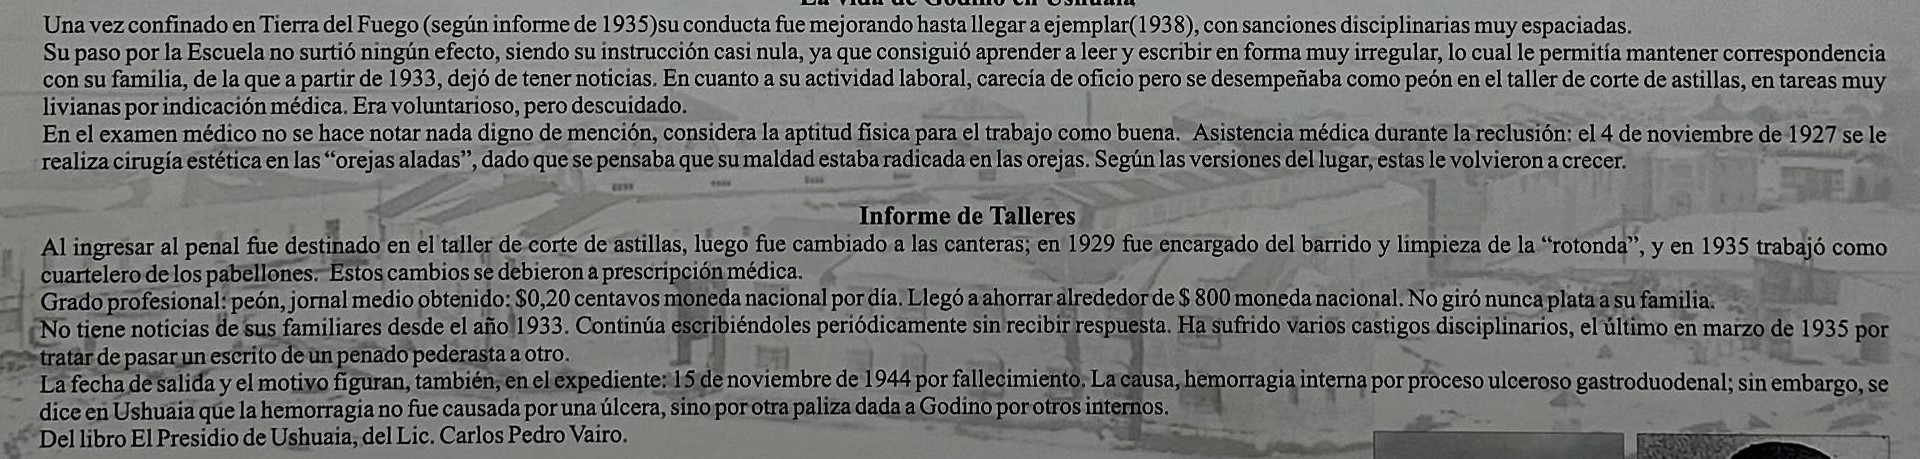 La vida de Godino en Ushuaia
Una vez confinado en Tierra del Fuego (según informe de 1935)su conducta fue mejorando hasta llegar a ejemplar(1938), con sanciones disciplinarias muy espaciadas.
Su paso por la Escuela no surtió ningún efecto, siendo su instrucción casi nula, ya que consiguió aprender a leer y escribir en forma muy irregular, lo cual le permitía mantener correspondencia
con su familia, de la que a partir de 1933, dejó de tener noticias. En cuanto a su actividad laboral, carecía de oficio pero se desempeñaba como peón en el taller de corte de astillas, en tareas muy
livianas por indicación médica. Era voluntarioso, pero descuidado.
En el examen médico no se hace notar nada digno de mención, considera la aptitud física para el trabajo como buena. Asistencia médica durante la reclusión: el 4 de noviembre de 1927 se le
realiza cirugía estética en las “orejas aladas”, dado que se pensaba que su maldad estaba radicada en las orejas. Según las versiones del lugar, estas le volvieron a crecer.
Informe de Talleres
Al ingresar al penal fue destinado en el taller de corte de astillas, luego fue cambiado a las canteras; en 1929 fue encargado del barrido y limpieza de la “rotonda”, y en 1935 trabajó como
cuartelero de los pabellones. Estos cambios se debieron a prescripción médica.
Grado profesional: peón, jornal medio obtenido: $0,20 centavos moneda nacional por día. Llegó a ahorrar alrededor de $ 800 moneda nacional. No giró nunca plata a su familia.
No tiene noticias de sus familiares desde el año 1933. Continúa escribiéndoles periódicamente sin recibir respuesta. Ha sufrido varios castigos disciplinarios, el último en marzo de 1935 por
tratar de pasar un escrito de un penado pederasta a otro.
La fecha de salida y el motivo figuran, también, en el expediente: 15 de noviembre de 1944 por fallecimiento. La causa, hemorragia interna por proceso ulceroso gastroduodenal; sin embargo, se
dice en Ushuaia que la hemorragia no fue causada por una úlcera, sino por otra paliza dada a Godino por otros internos.
Del libro El Presidio de Ushuaia, del Lic. Carlos Pedro Vairo.